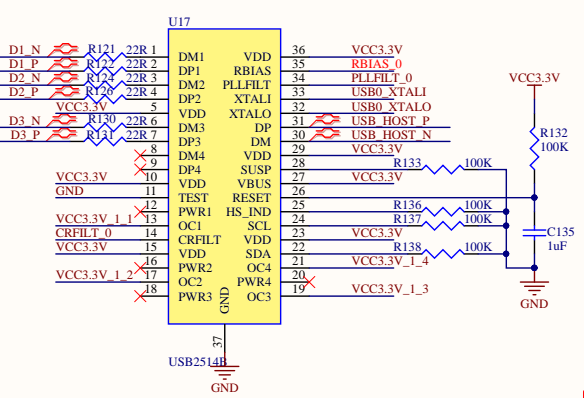 U17
D1_N R121 22R 1 DM1 VDD 36 VCC3.3V
D1_P R122 22R 2 DP1 RBIAS 35 RBIAS_0
D2_N R124 22R 3 DM2 PLLFILT 34 PLLFILT_0
D2_P R126 22R 4 DP2 XTALI 33 USB0_XTALI
VCC3.3V 5 VDD XTALO 32 USB0_XTALO
D3_N R130 22R 6 DM3 DP 31 USB_HOST_P
D3_P R131 22R 7 DP3 DM 30 USB_HOST_N
8 DM4 VDD 29 VCC3.3V
9 DP4 SUSP 28 R133 100K
VCC3.3V 10 VDD VBUS 27 VCC3.3V
GND 11 TEST RESET 26
12 PWR1 HS_IND 25 R136 100K
VCC3.3V_1_1 13 OC1 SCL 24 R137 100K
CRFILT_0 14 CRFILT VDD 23 VCC3.3V
VCC3.3V 15 VDD SDA 22 R138 100K
16 PWR2 OC4 21 VCC3.3V_1_4
VCC3.3V_1_2 17 OC2 PWR4 20
18 PWR3 OC3 19 VCC3.3V_1_3
GND
37
USB2514B
GND
VCC3.3V
R132
100K
C135
1uF
GND